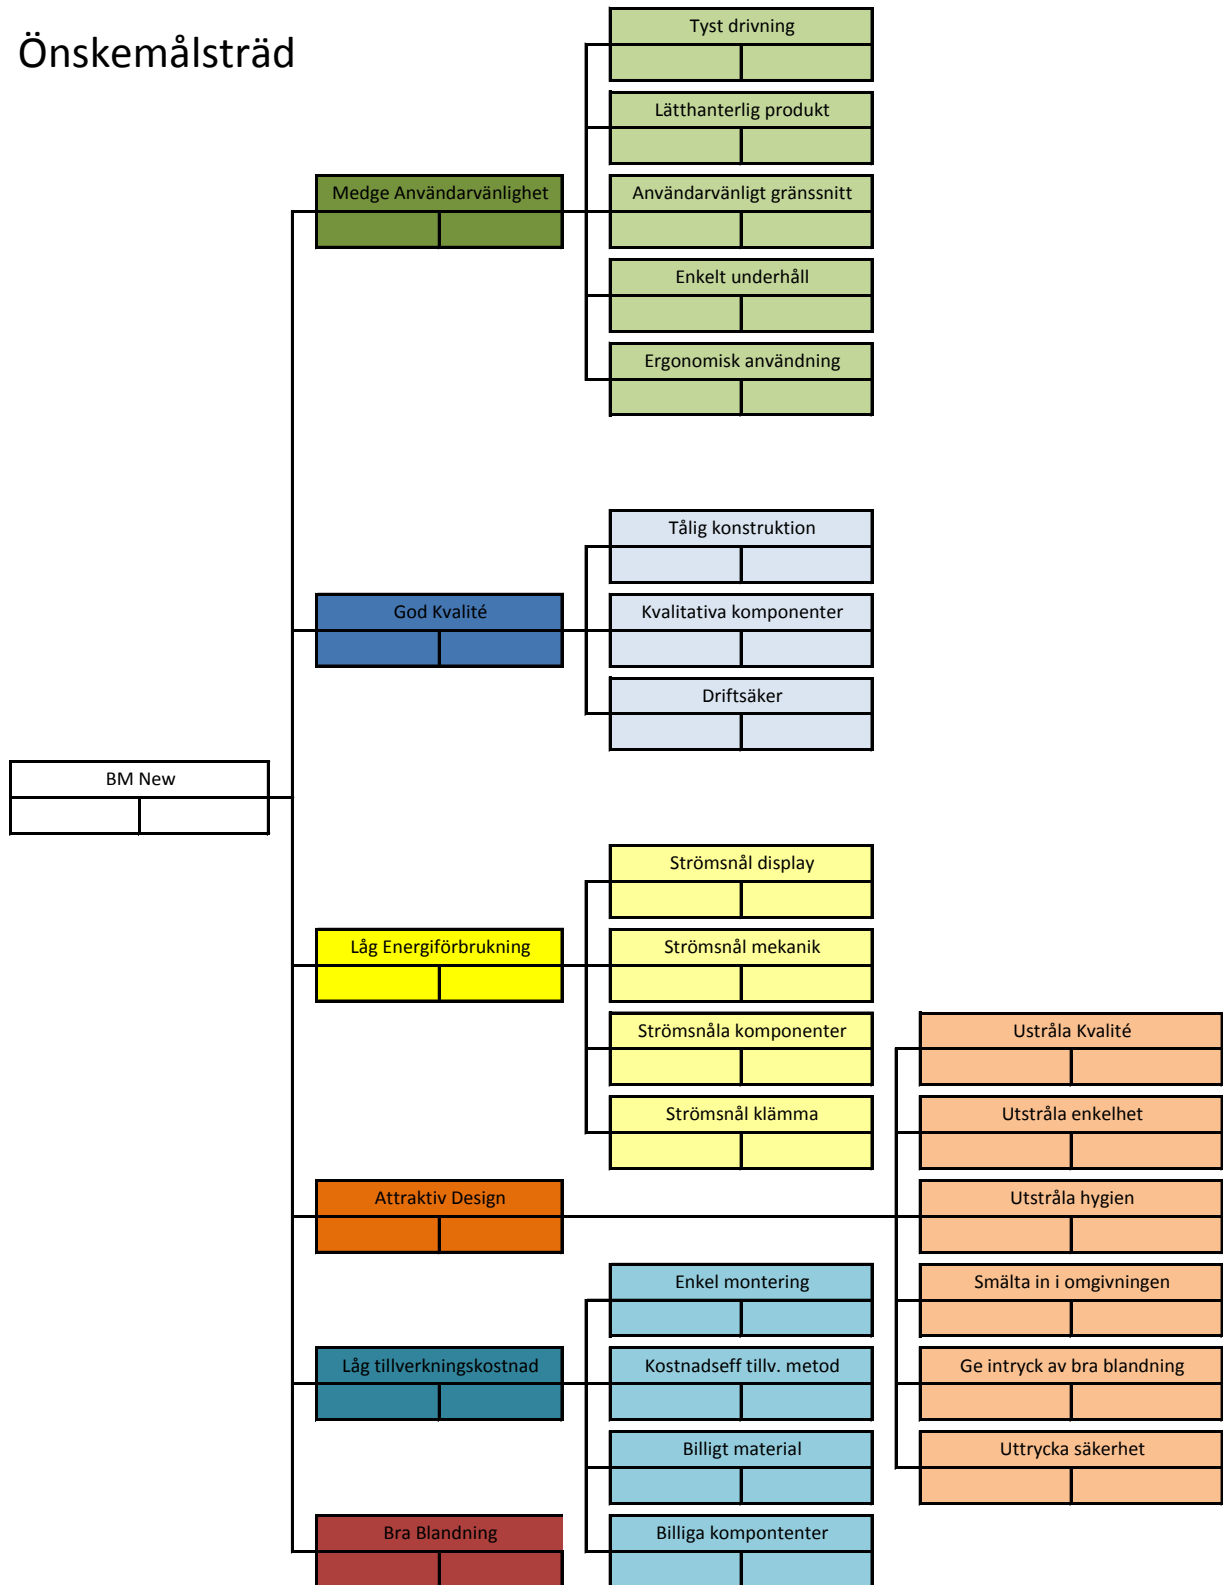 Önskemålsträd
Tyst drivning
Lätthanterlig produkt
Medge Användarvänlighet
Användarvänligt gränssnitt
Enkelt underhåll
Ergonomisk användning
Tålig konstruktion
God Kvalité
Kvalitativa komponenter
Driftsäker
BM New
Strömsnål display
Låg Energiförbrukning
Strömsnål mekanik
Strömsnåla komponenter
Strömsnål klämma
Attraktiv Design
Ustråla Kvalité
Utstråla enkelhet
Utstråla hygien
Smälta in i omgivningen
Ge intryck av bra blandning
Uttrycka säkerhet
Enkel montering
Låg tillverkningskostnad
Kostnadseff tillv. metod
Billigt material
Billiga kompontenter
Bra Blandning